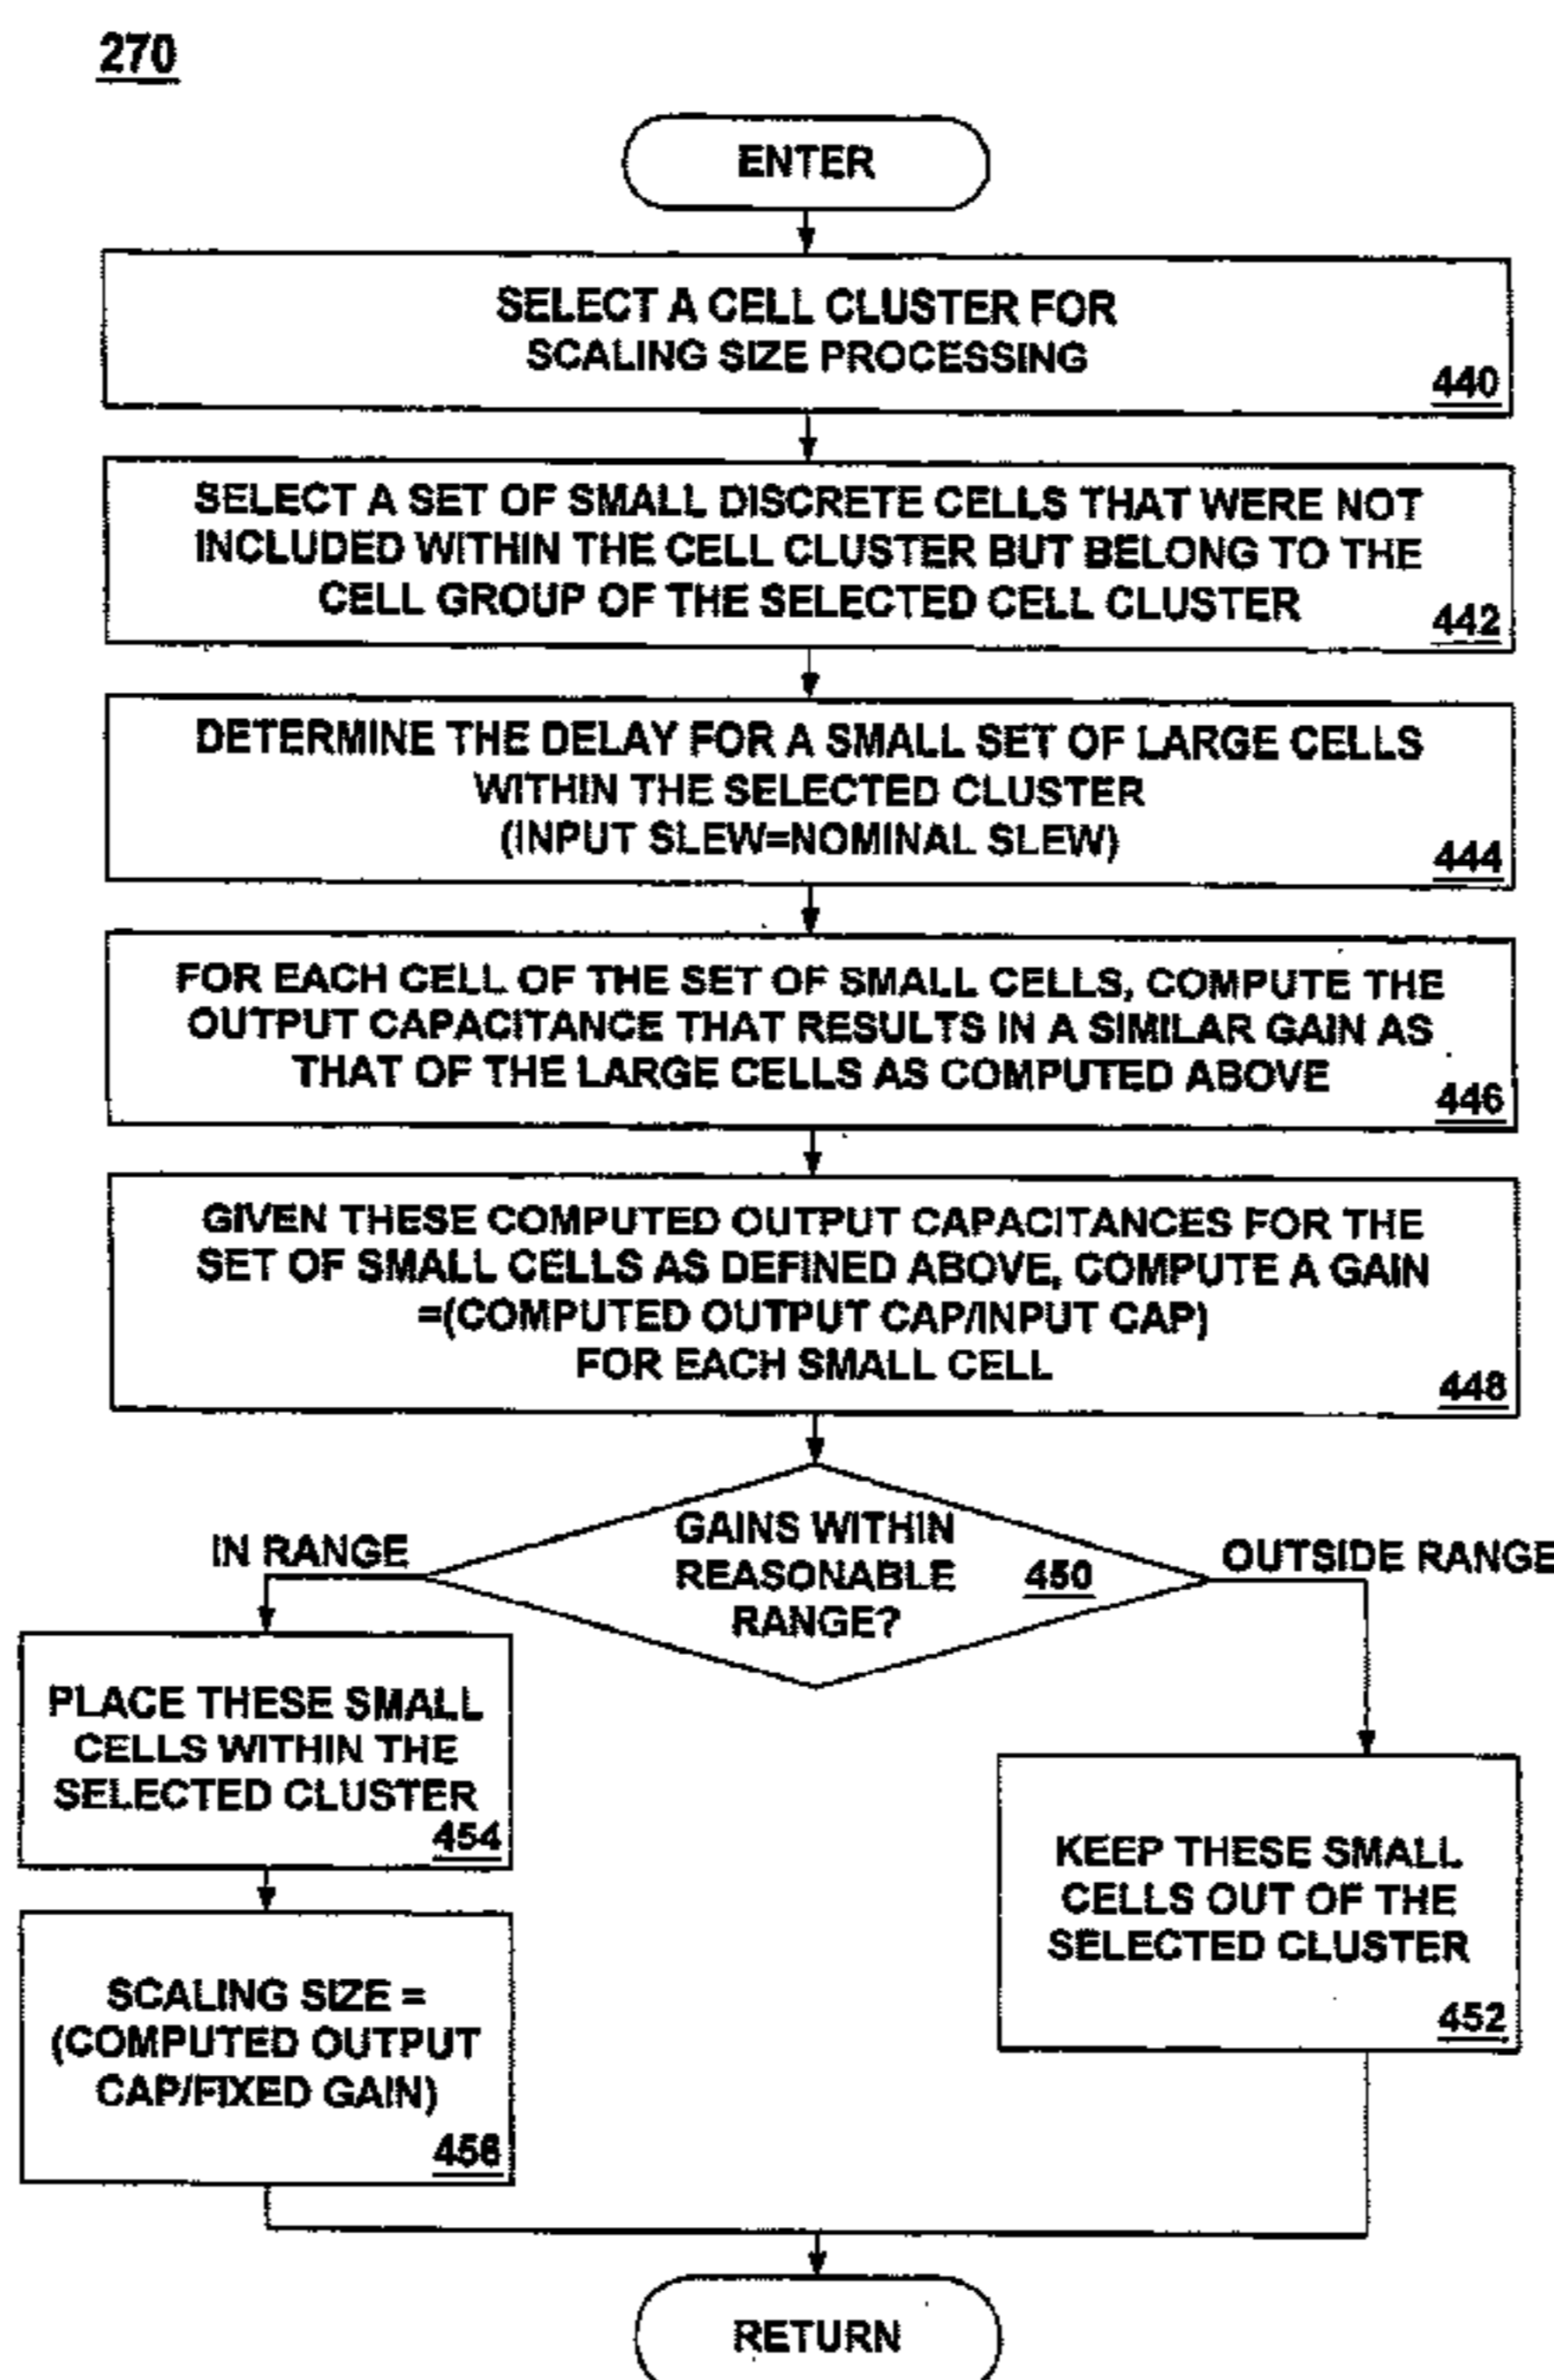 270
ENTER
SELECT A CELL CLUSTER FOR
SCALING SIZE PROCESSING
440
SELECT A SET OF SMALL DISCRETE CELLS THAT WERE NOT
INCLUDED WITHIN THE CELL CLUSTER BUT BELONG TO THE
CELL GROUP OF THE SELECTED CELL CLUSTER
442
DETERMINE THE DELAY FOR A SMALL SET OF LARGE CELLS
WITHIN THE SELECTED CLUSTER
(INPUT SLEW=NOMINAL SLEW)
444
FOR EACH CELL OF THE SET OF SMALL CELLS, COMPUTE THE
OUTPUT CAPACITANCE THAT RESULTS IN A SIMILAR GAIN AS
THAT OF THE LARGE CELLS AS COMPUTED ABOVE
446
GIVEN THESE COMPUTED OUTPUT CAPACITANCES FOR THE
SET OF SMALL CELLS AS DEFINED ABOVE, COMPUTE A GAIN
=(COMPUTED OUTPUT CAP/INPUT CAP)
FOR EACH SMALL CELL
448
GAINS WITHIN
REASONABLE
RANGE?
450
IN RANGE
OUTSIDE RANGE
PLACE THESE SMALL
CELLS WITHIN THE
SELECTED CLUSTER
454
KEEP THESE SMALL
CELLS OUT OF THE
SELECTED CLUSTER
452
SCALING SIZE =
(COMPUTED OUTPUT
CAP/FIXED GAIN)
456
RETURN